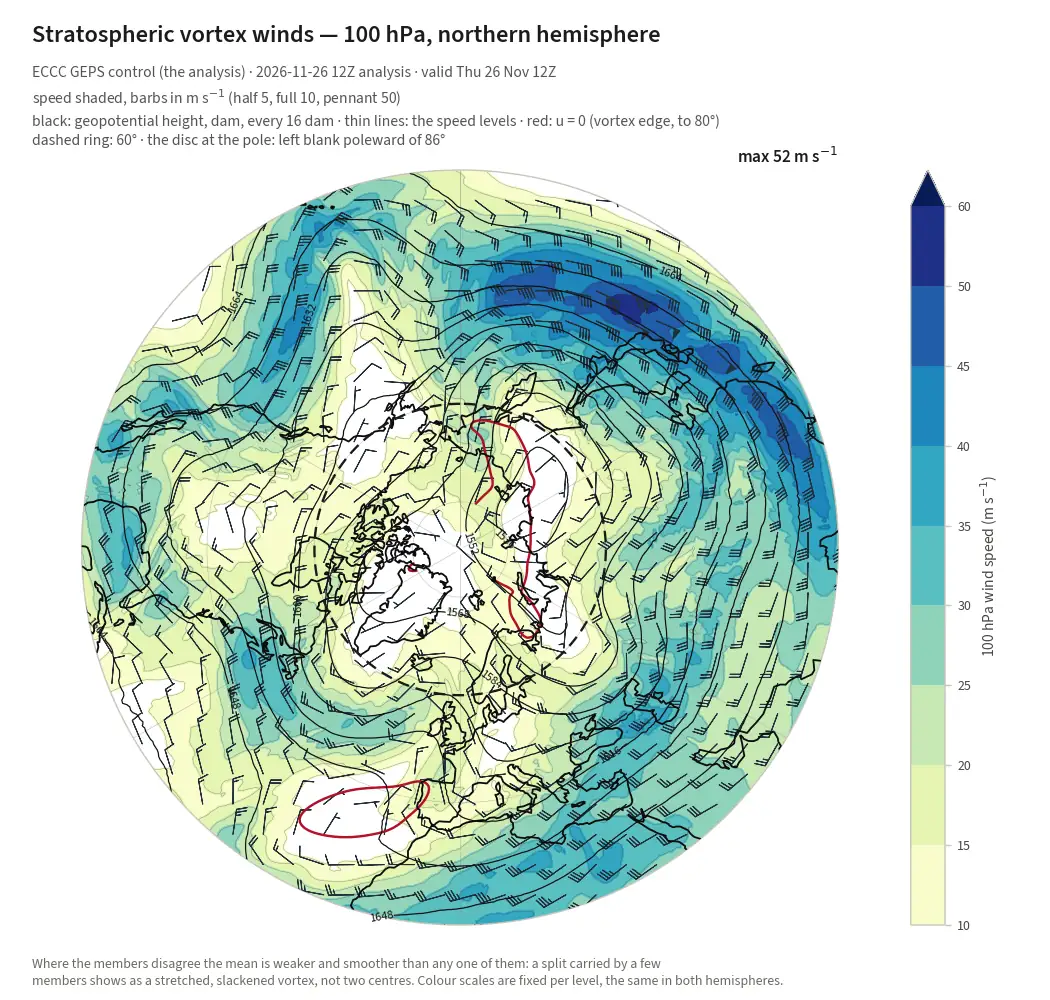 Stratospheric vortex winds — 100 hPa, northern hemisphere
ECCC GEPS control (the analysis) · 2026-11-26 12Z analysis · valid Thu 26 Nov 12Z
speed shaded, barbs in m s⁻¹ (half 5, full 10, pennant 50)
black: geopotential height, dam, every 16 dam · thin lines: the speed levels · red: u = 0 (vortex edge, to 80°)
dashed ring: 60° · the disc at the pole: left blank poleward of 86°
max 52 m s⁻¹
60
50
45
40
35
30
25
20
15
10
100 hPa wind speed (m s⁻¹)
1664
1664
1632
1552
1568
1600
1584
1616
1648
1648
Where the members disagree the mean is weaker and smoother than any one of them: a split carried by a few
members shows as a stretched, slackened vortex, not two centres. Colour scales are fixed per level, the same in both hemispheres.